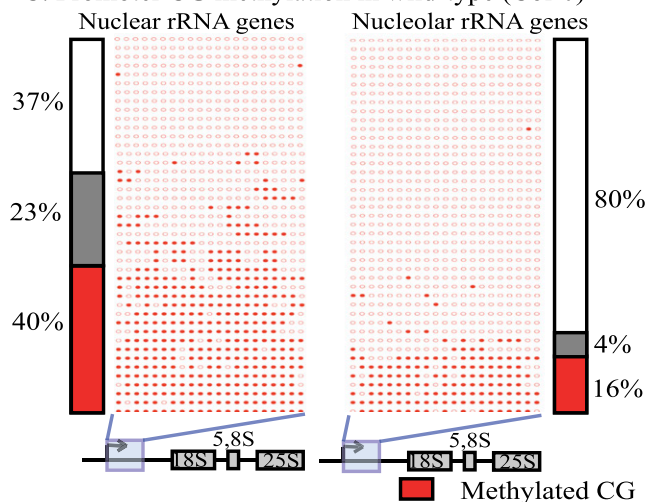 Nuclear rRNA genes Nucleolar rRNA genes
37%
23%
40%
80%
4%
16%
5,8S 5,8S
18S 25S 18S 25S
Methylated CG